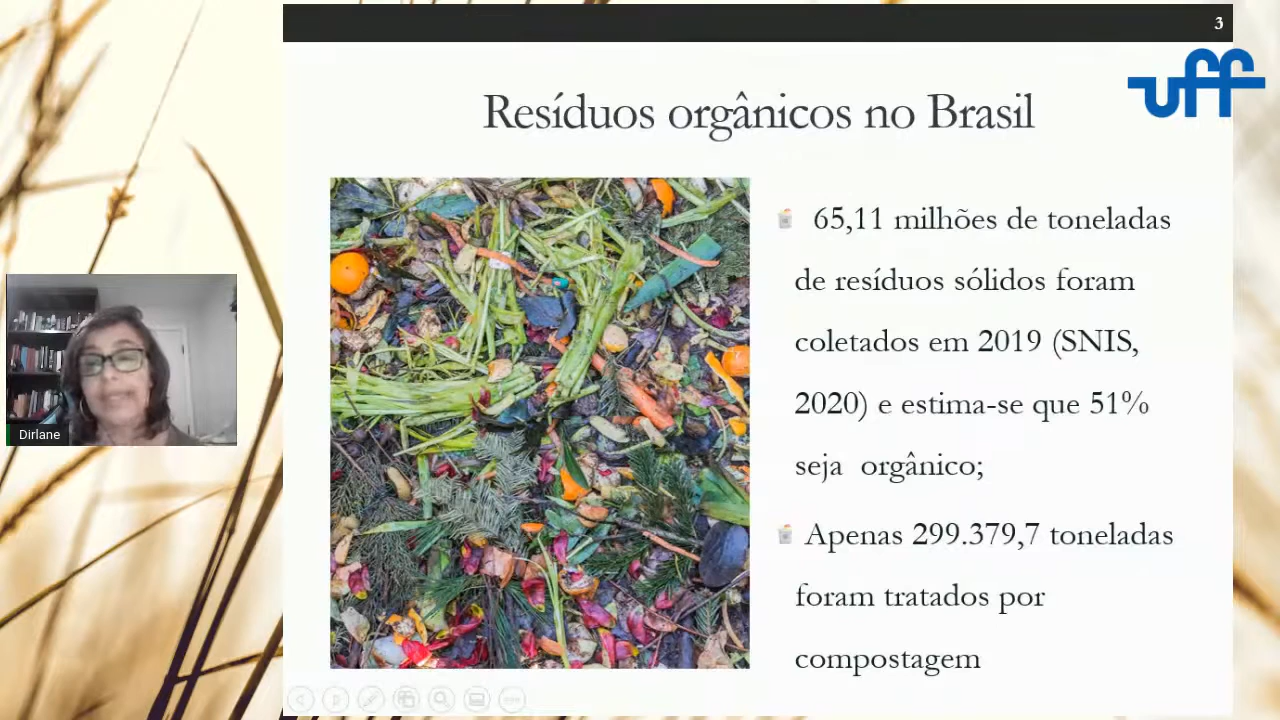 3
uff
Resíduos orgânicos no Brasil
65,11 milhões de toneladas
de resíduos sólidos foram
coletados em 2019 (SNIS,
2020) e estima-se que 51%
seja orgânico;
Apenas 299.379,7 toneladas
foram tratados por
compostagem
Dirlane